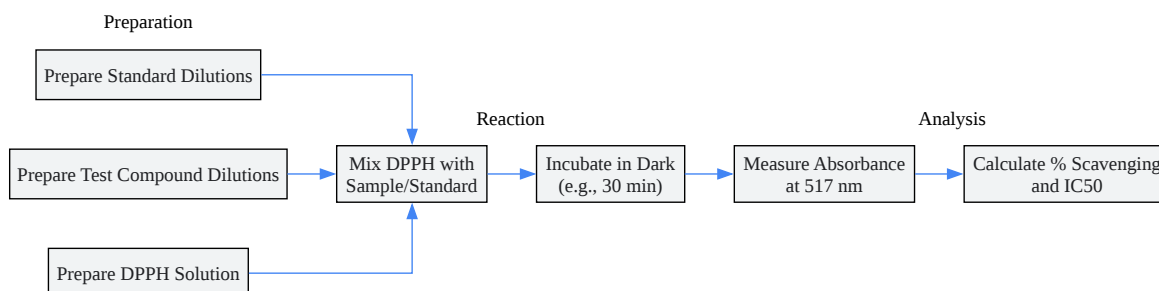 Preparation
Prepare Standard Dilutions
Prepare Test Compound Dilutions
Prepare DPPH Solution
Reaction
Mix DPPH with
Sample/Standard
Incubate in Dark
(e.g., 30 min)
Analysis
Measure Absorbance
at 517 nm
Calculate % Scavenging
and IC50